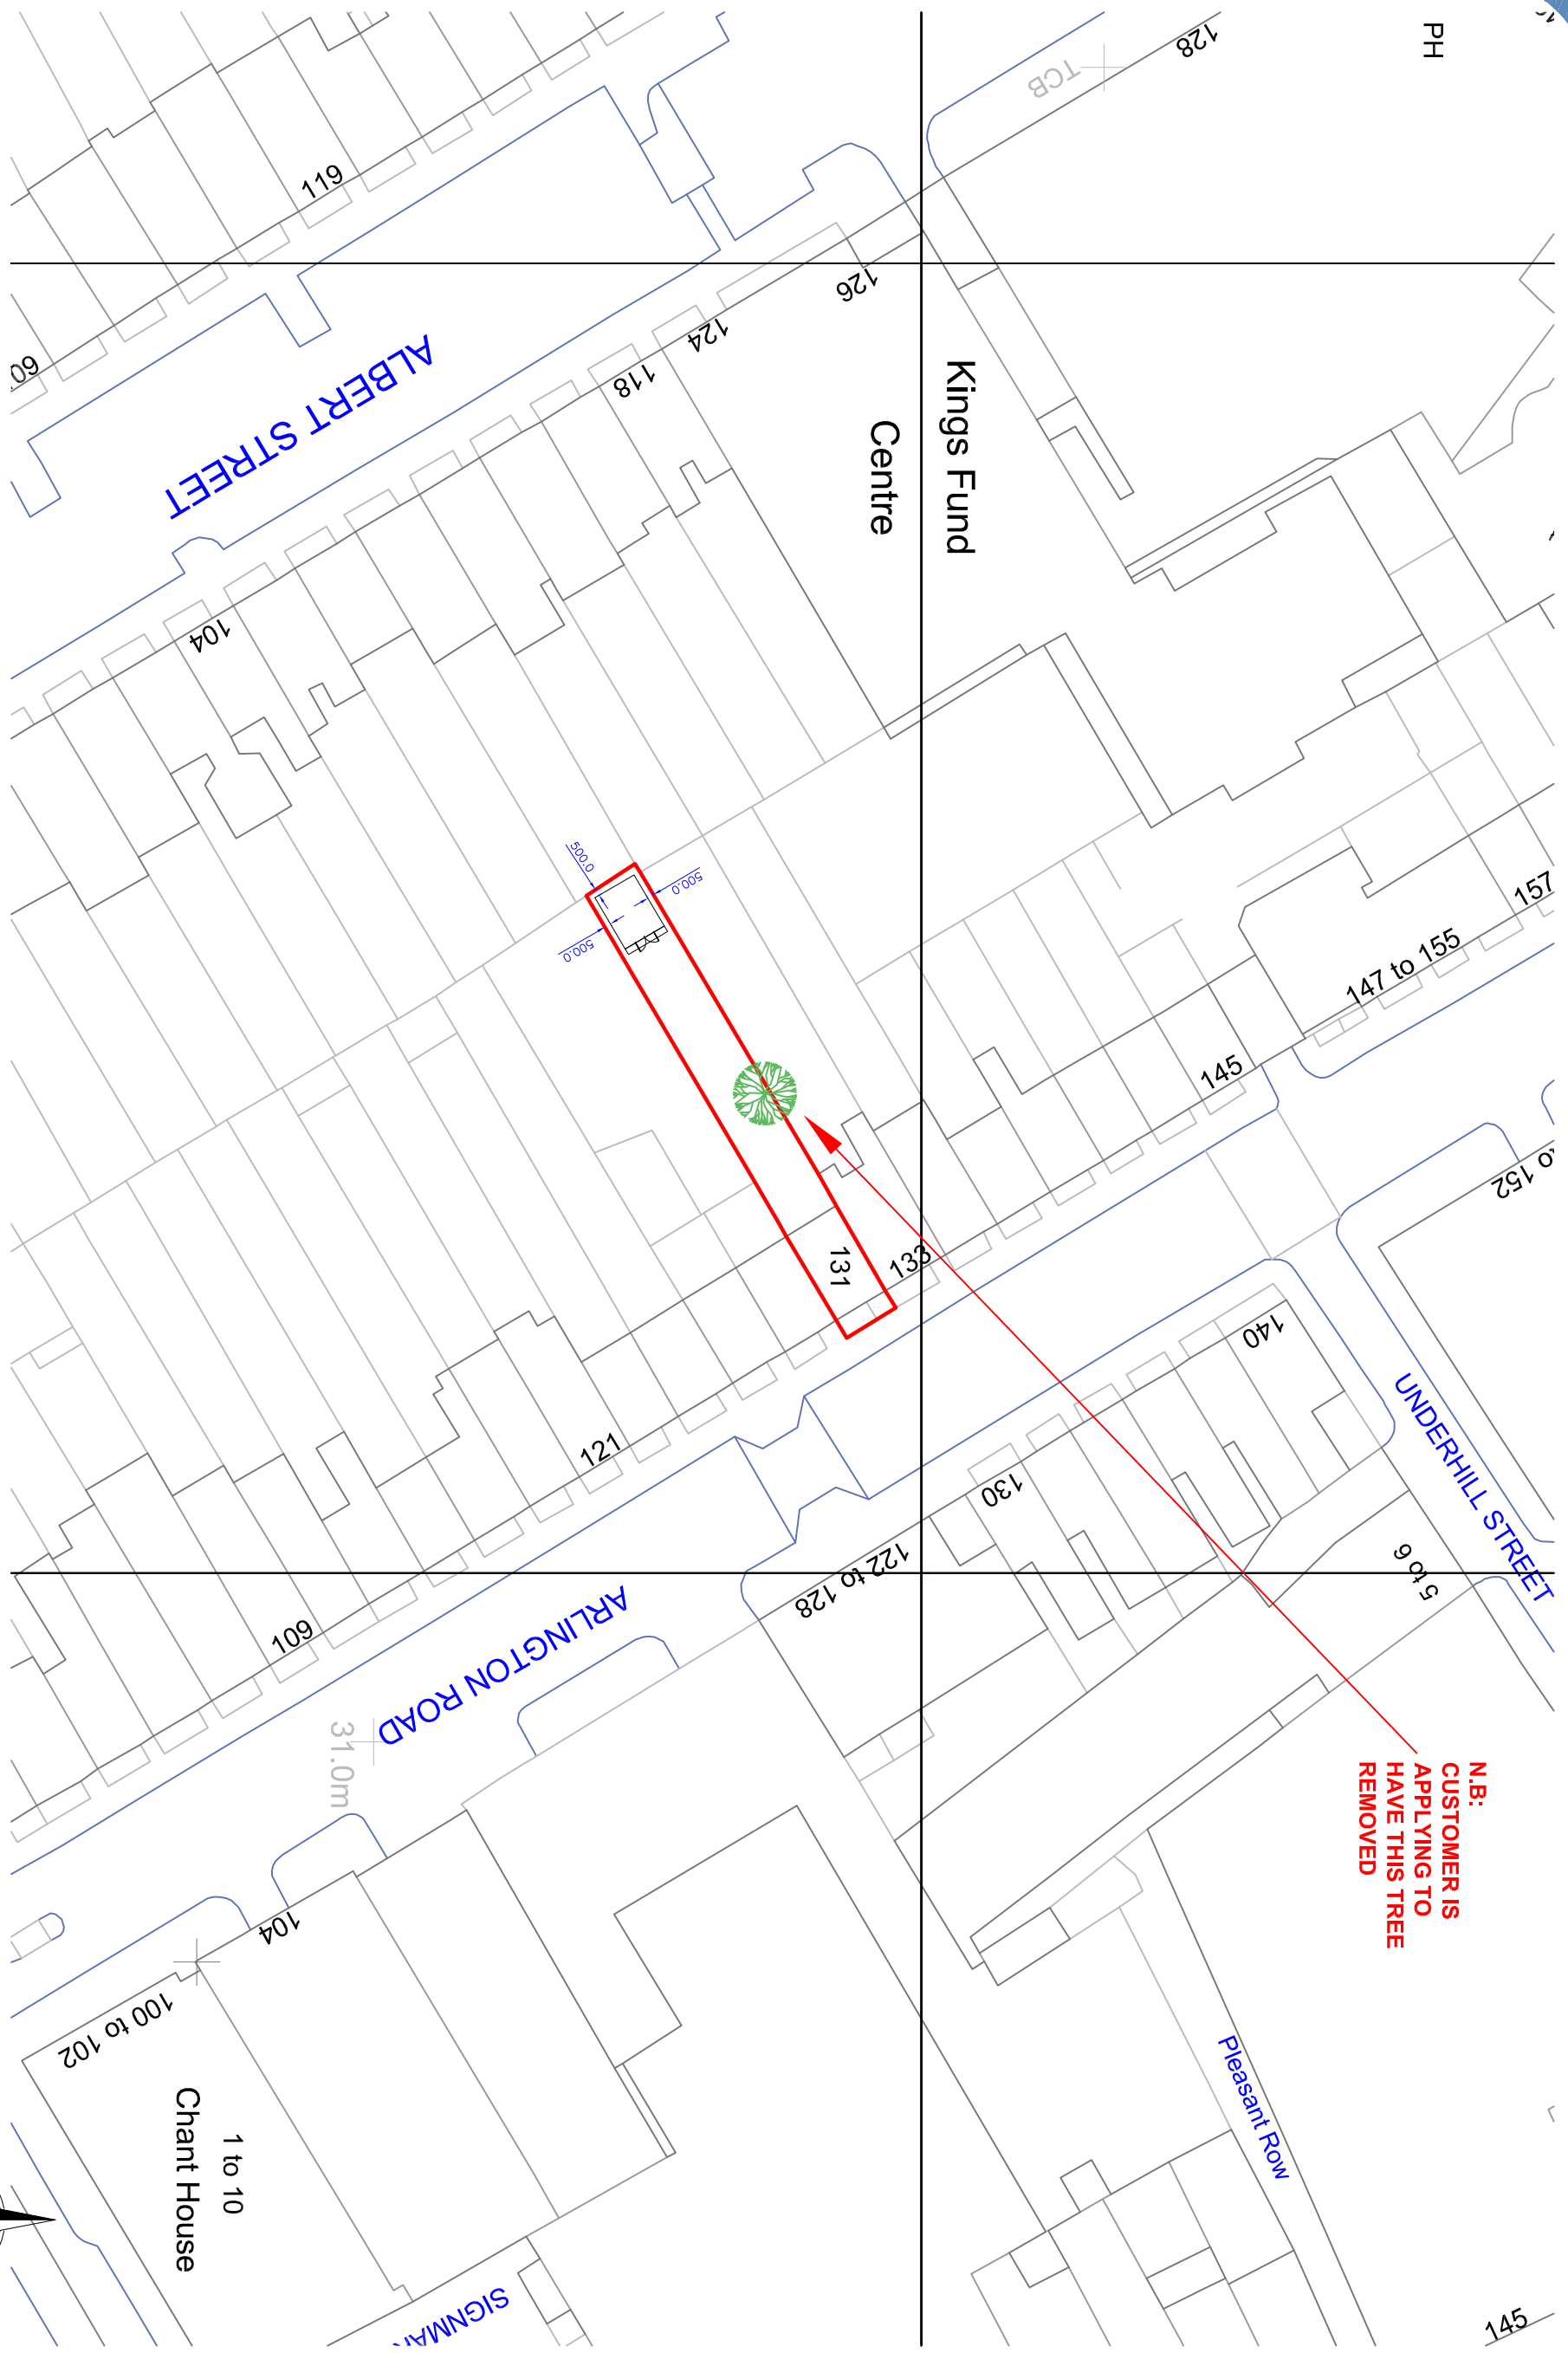 PH
128
TCB
119
126
124
118
ALBERT STREET
Kings Fund
Centre
104
500.0
500.0
500.0
157
147 to 155
145
131
133
140
UNDERHILL STREET
121
130
122 to 128
5 to 6
109
ARLINGTON ROAD
31.0m
N.B:
CUSTOMER IS
APPLYING TO
HAVE THIS TREE
REMOVED
104
100 to 102
1 to 10
Chant House
Pleasant Row
145